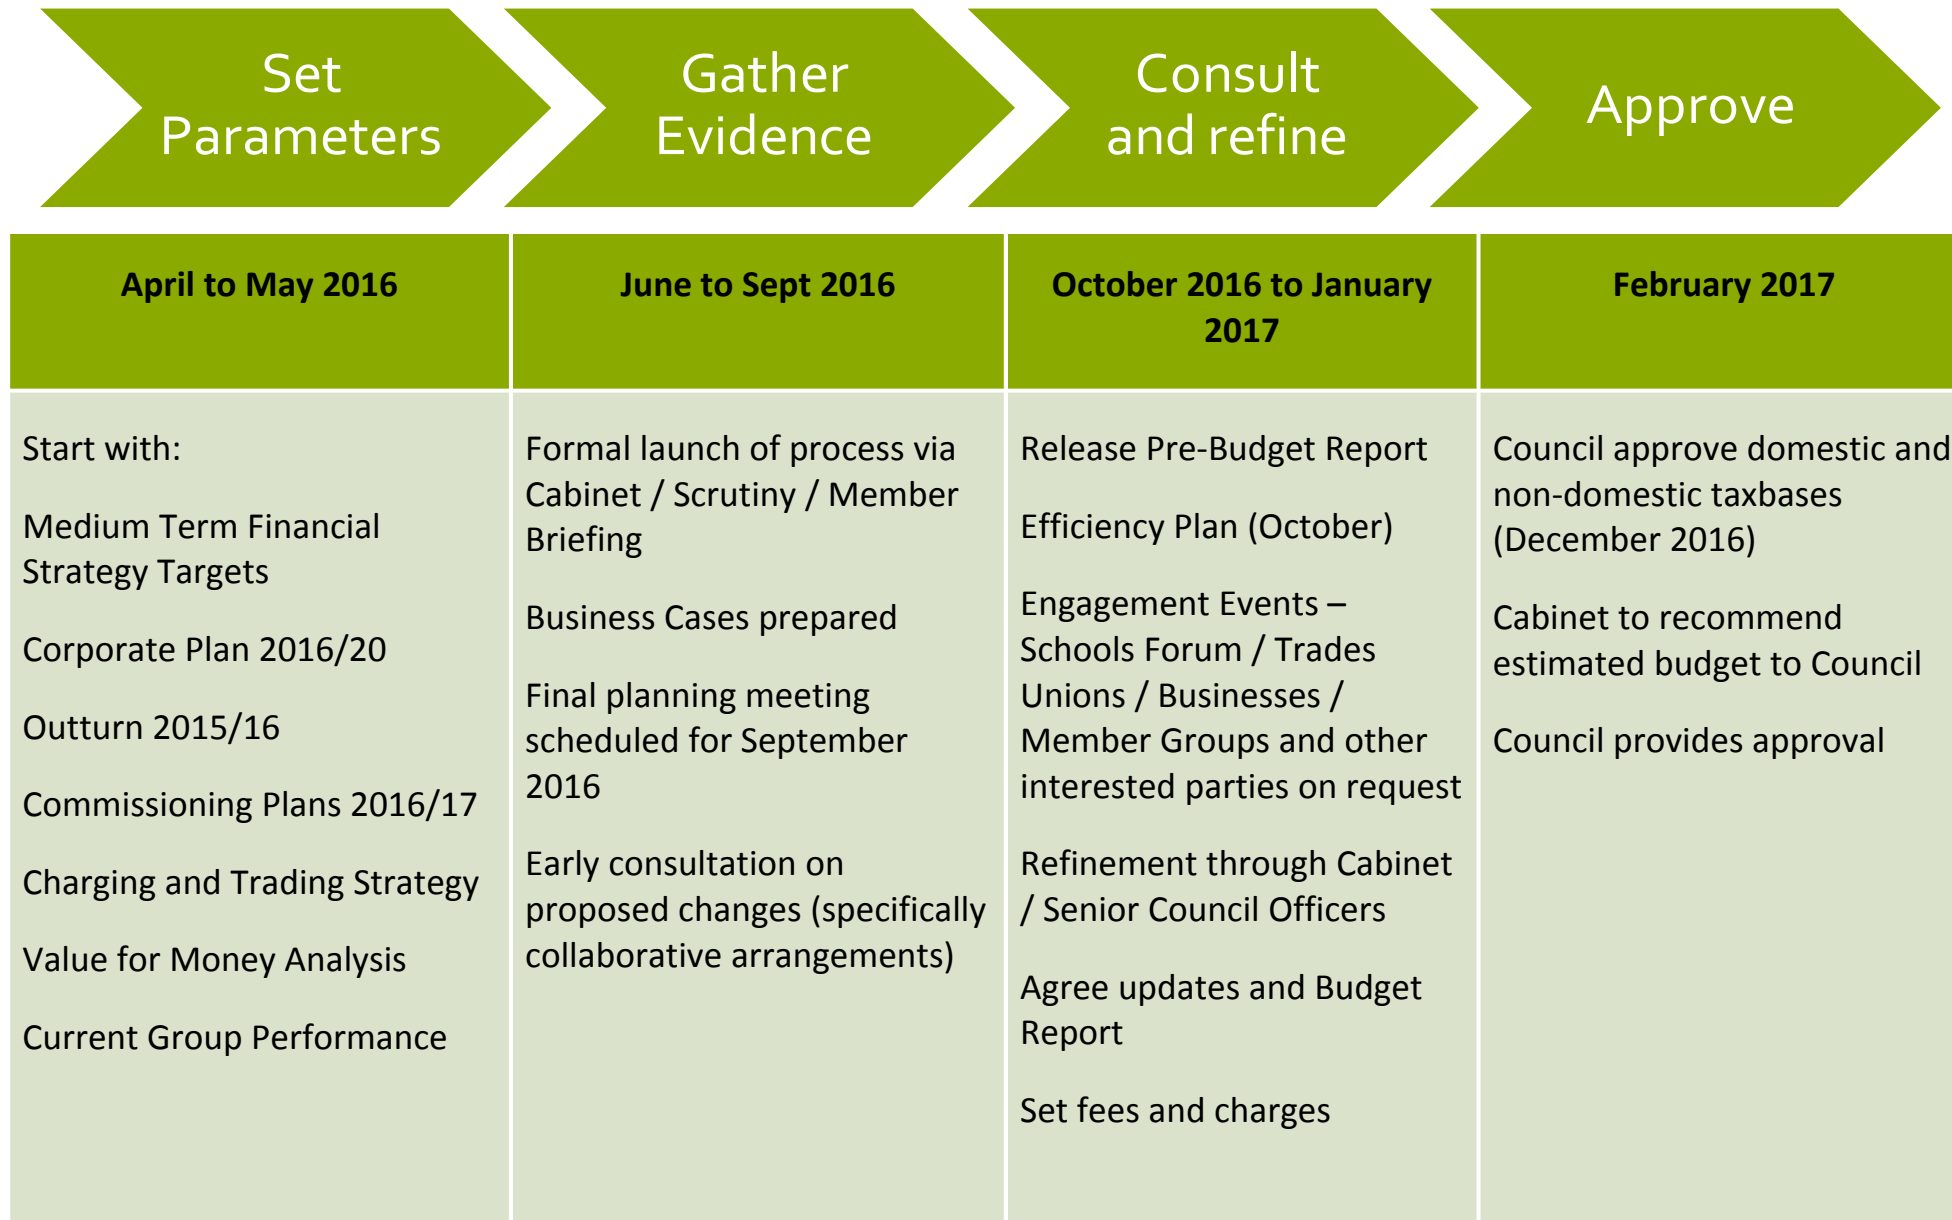 Set
Parameters
Gather
Evidence
Consult
and refine
Approve
April to May 2016
June to Sept 2016
October 2016 to January
2017
February 2017
Start with:
Medium Term Financial
Strategy Targets
Corporate Plan 2016/20
Outturn 2015/16
Commissioning Plans 2016/17
Charging and Trading Strategy
Value for Money Analysis
Current Group Performance
Formal launch of process via
Cabinet / Scrutiny / Member
Briefing
Business Cases prepared
Final planning meeting
scheduled for September
2016
Early consultation on
proposed changes (specifically
collaborative arrangements)
Release Pre-Budget Report
Efficiency Plan (October)
Engagement Events –
Schools Forum / Trades
Unions / Businesses /
Member Groups and other
interested parties on request
Refinement through Cabinet
/ Senior Council Officers
Agree updates and Budget
Report
Set fees and charges
Council approve domestic and
non-domestic taxbases
(December 2016)
Cabinet to recommend
estimated budget to Council
Council provides approval